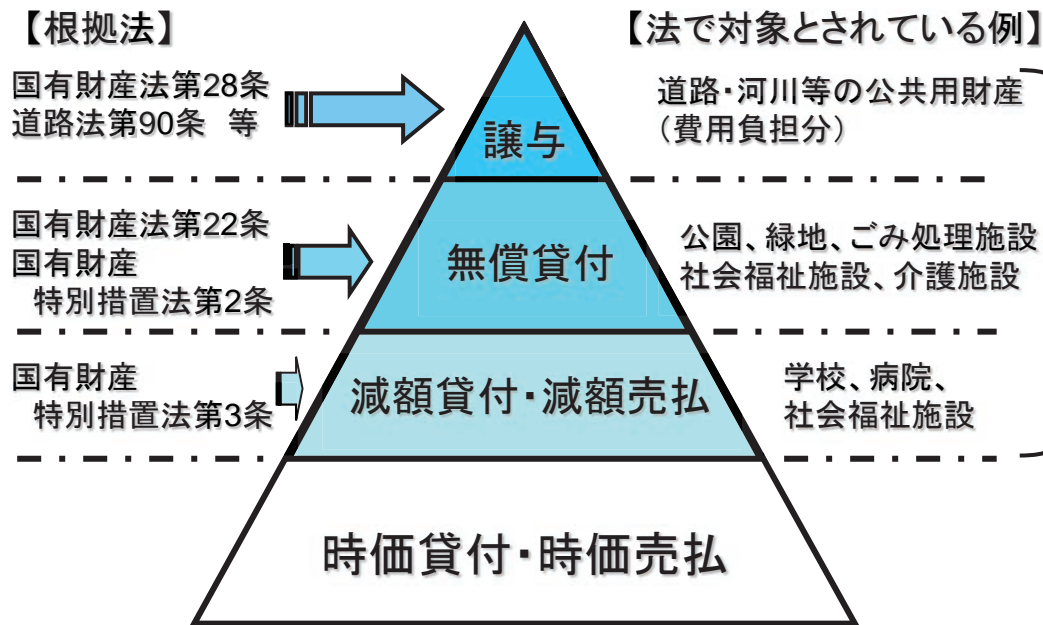 【根拠法】
【法で対象とされている例】
国有財産法第28条
道路法第90条 等
譲与
道路・河川等の公共用財産
（費用負担分）
国有財産法第22条
国有財産
特別措置法第2条
無償貸付
公園、緑地、ごみ処理施設
社会福祉施設、介護施設
国有財産
特別措置法第3条
減額貸付・減額売払
学校、病院、
社会福祉施設
時価貸付・時価売払